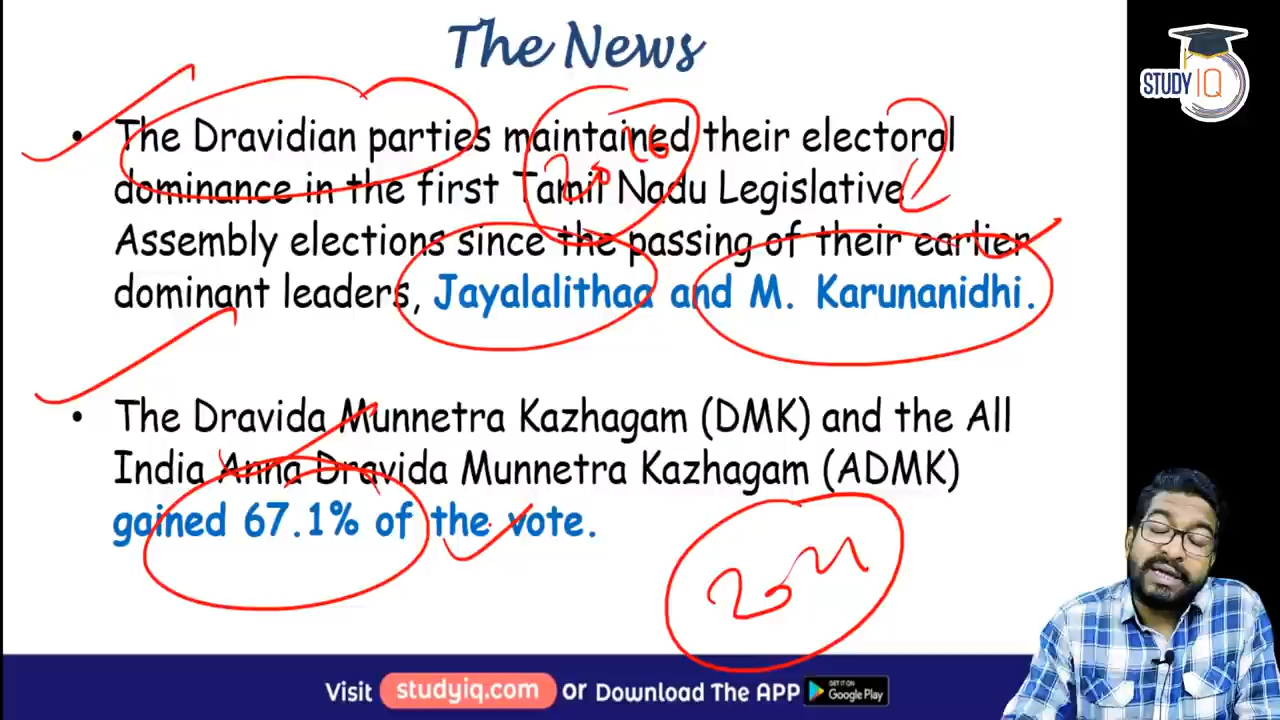 The News
STUDY IQ
• The Dravidian parties maintained their electoral
dominance in the first Tamil Nadu Legislative
Assembly elections since the passing of their earlier
dominant leaders, Jayalalithaa and M. Karunanidhi.
2016
• The Dravida Munnetra Kazhagam (DMK) and the All
India Anna Dravida Munnetra Kazhagam (ADMK)
gained 67.1% of the vote.
Visit studyiq.com or Download The APP GET IT ON Google Play